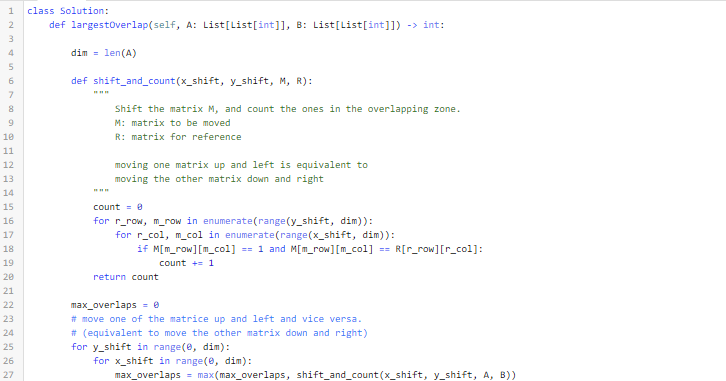 1 class Solution:
2     def largestOverlap(self, A: List[List[int]], B: List[List[int]]) -> int:
3
4         dim = len(A)
5
6         def shift_and_count(x_shift, y_shift, M, R):
7             """
8                 Shift the matrix M, and count the ones in the overlapping zone.
9                 M: matrix to be moved
10                 R: matrix for reference
11
12                 moving one matrix up and left is equivalent to
13                 moving the other matrix down and right
14             """
15             count = 0
16             for r_row, m_row in enumerate(range(y_shift, dim)):
17                 for r_col, m_col in enumerate(range(x_shift, dim)):
18                     if M[m_row][m_col] == 1 and M[m_row][m_col] == R[r_row][r_col]:
19                         count += 1
20             return count
21
22         max_overlaps = 0
23         # move one of the matrice up and left and vice versa.
24         # (equivalent to move the other matrix down and right)
25         for y_shift in range(0, dim):
26             for x_shift in range(0, dim):
27                 max_overlaps = max(max_overlaps, shift_and_count(x_shift, y_shift, A, B))